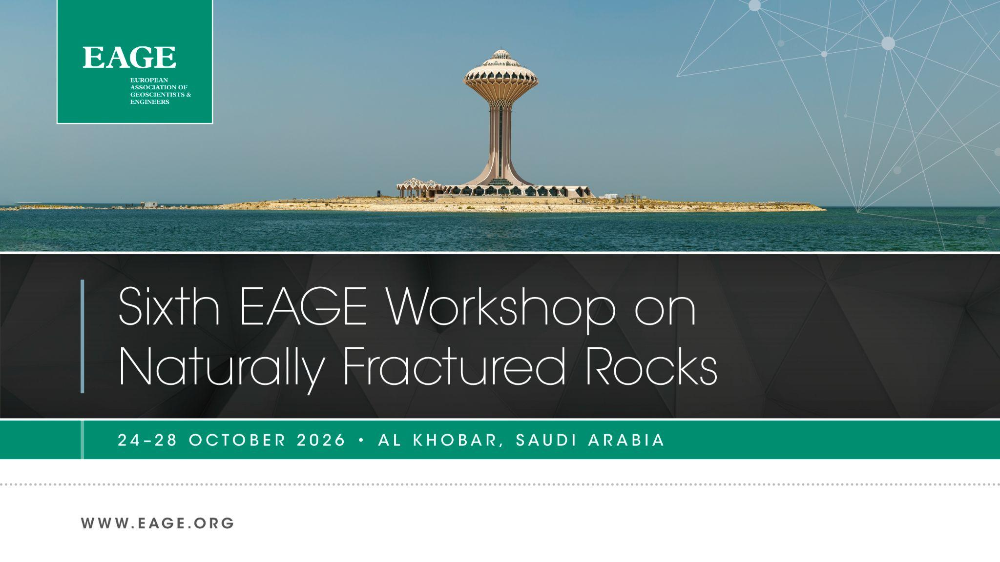 EAGE
EUROPEAN
ASSOCIATION OF
GEOSCIENTISTS &
ENGINEERS
Sixth EAGE Workshop on
Naturally Fractured Rocks
24–28 OCTOBER 2026 • AL KHOBAR, SAUDI ARABIA
WWW.EAGE.ORG